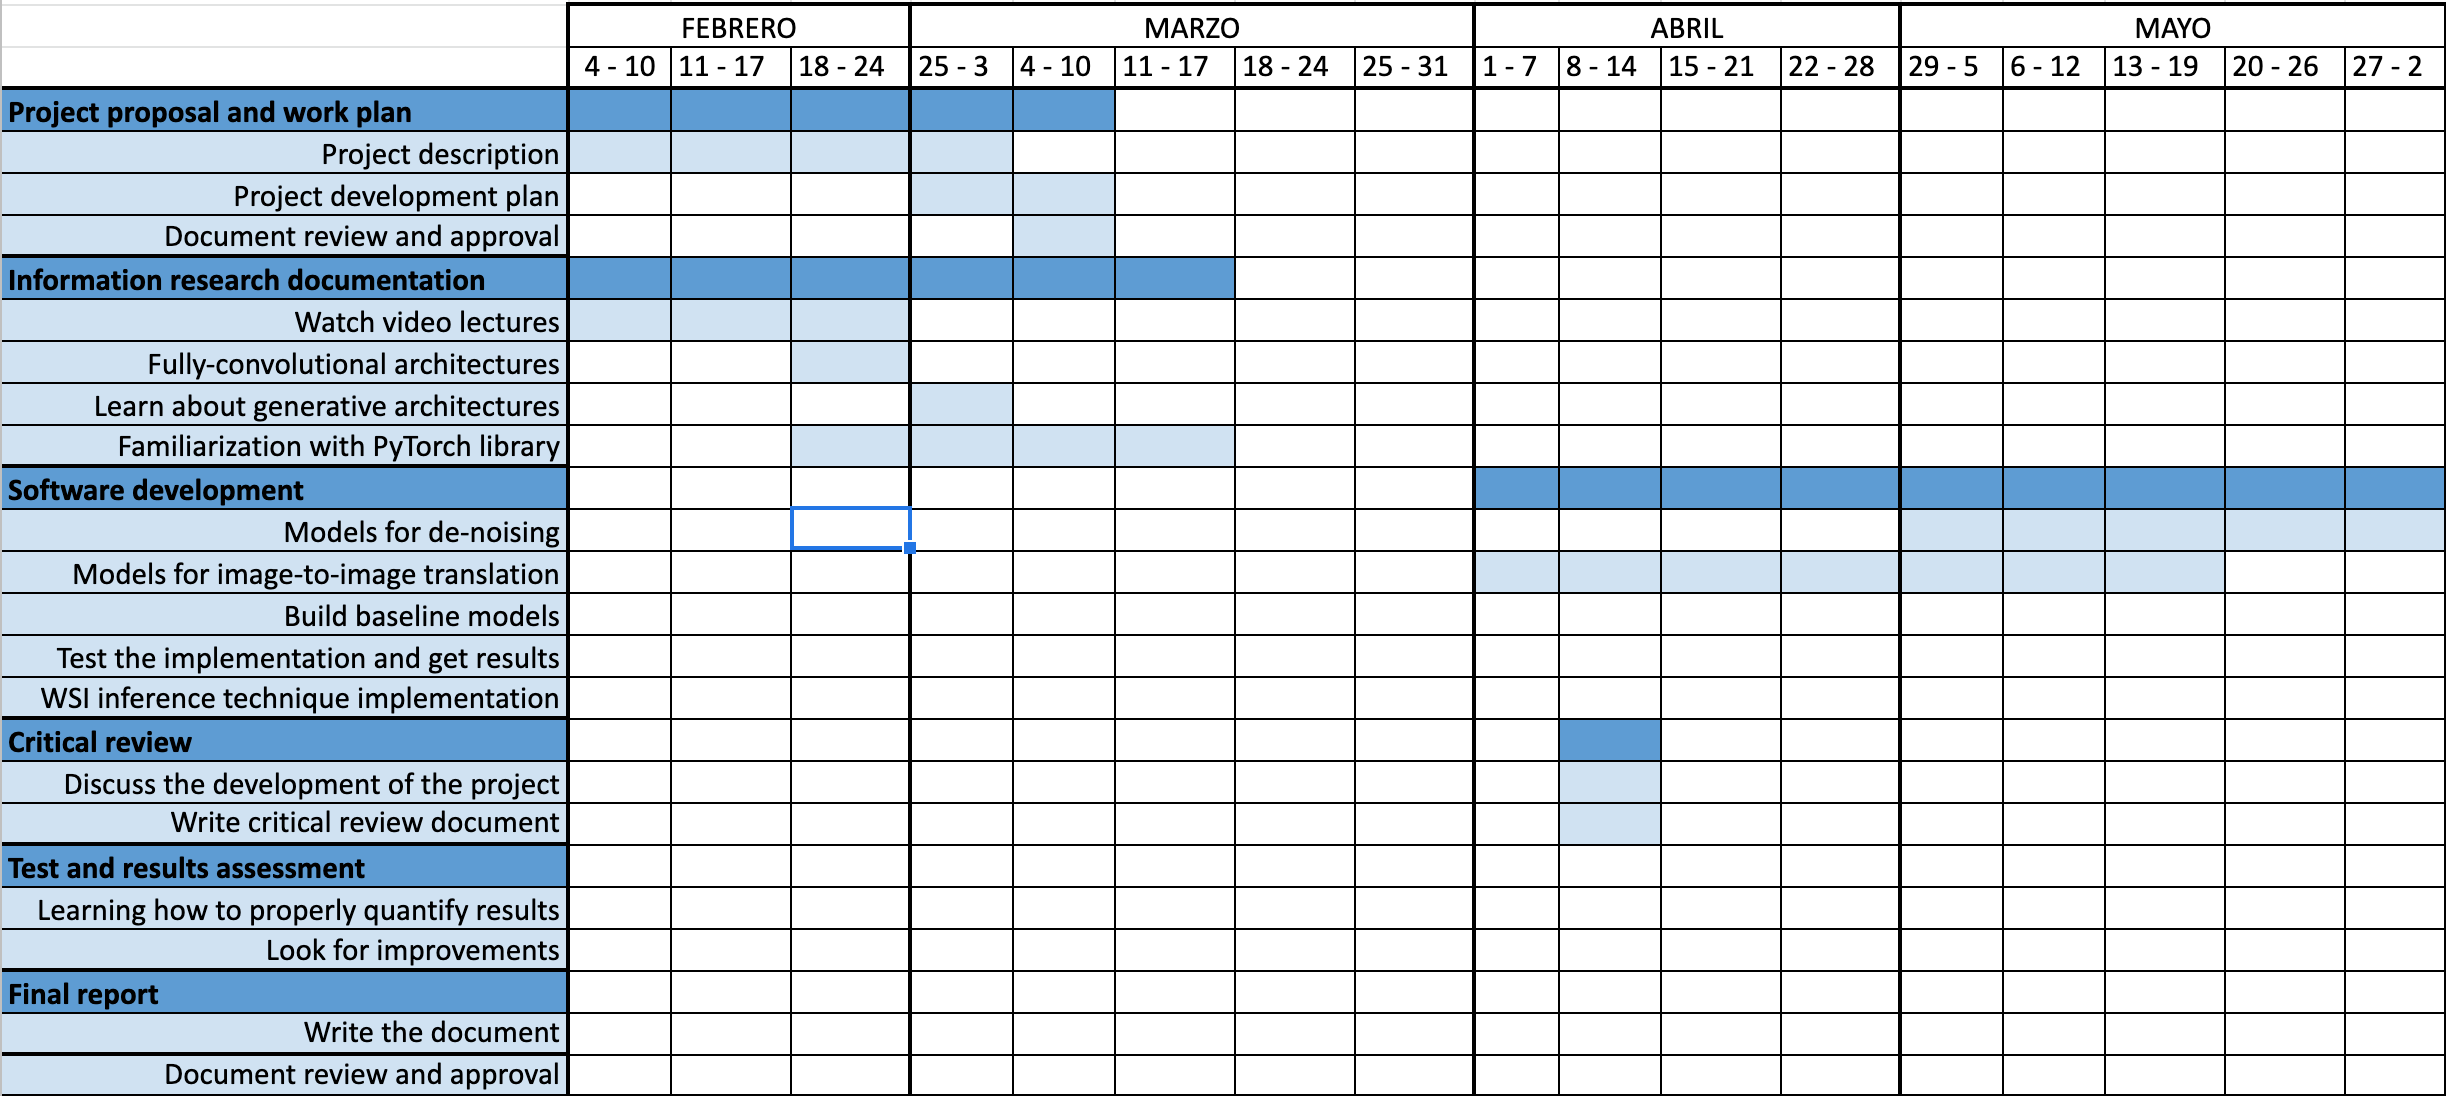 FEBRERO MARZO ABRIL MAYO
4 - 10 11 - 17 18 - 24 25 - 3 4 - 10 11 - 17 18 - 24 25 - 31 1 - 7 8 - 14 15 - 21 22 - 28 29 - 5 6 - 12 13 - 19 20 - 26 27 - 2
Project proposal and work plan
Project description
Project development plan
Document review and approval
Information research documentation
Watch video lectures
Fully-convolutional architectures
Learn about generative architectures
Familiarization with PyTorch library
Software development
Models for de-noising
Models for image-to-image translation
Build baseline models
Test the implementation and get results
WSI inference technique implementation
Critical review
Discuss the development of the project
Write critical review document
Test and results assessment
Learning how to properly quantify results
Look for improvements
Final report
Write the document
Document review and approval